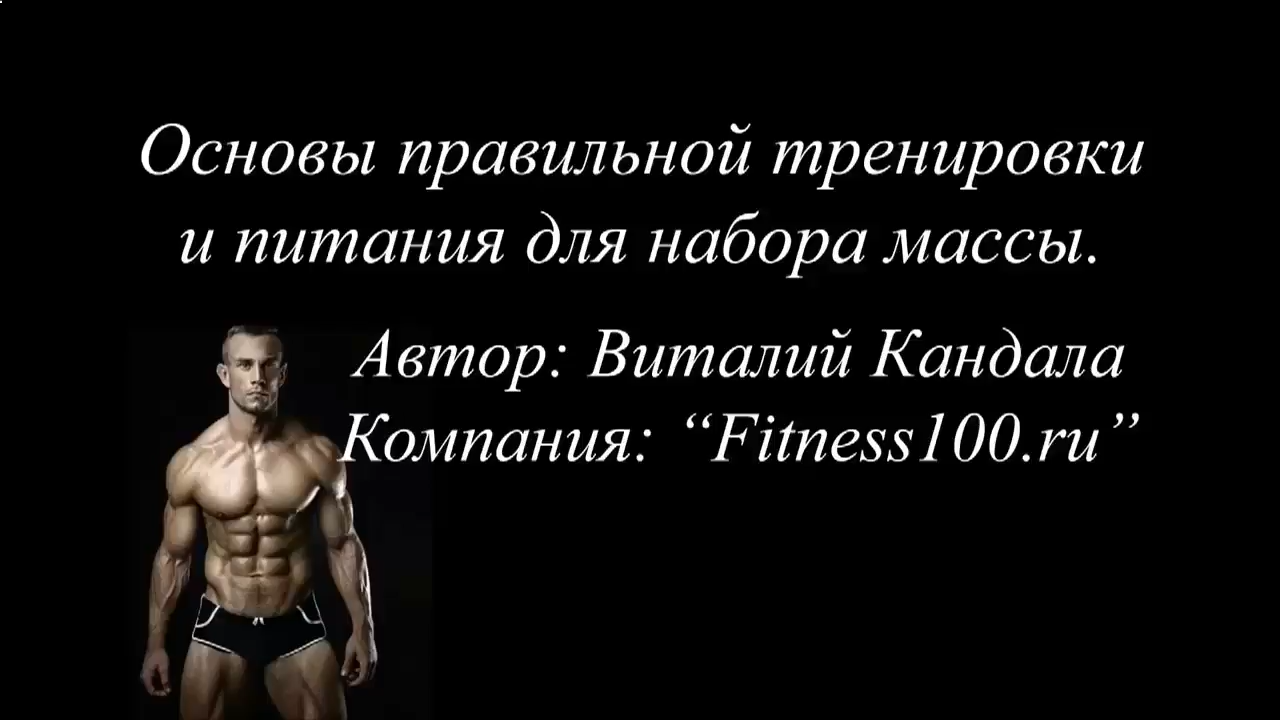 Основы правильной тренировки
и питания для набора массы.
Автор: Виталий Кандала
Компания: “Fitness100.ru”